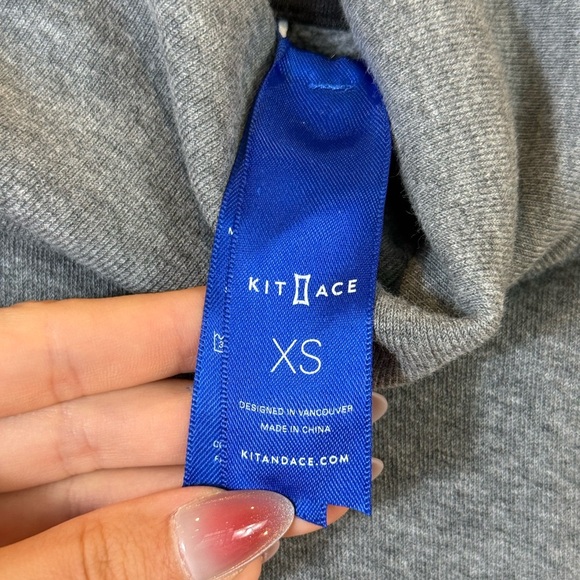 KIT ACE
XS
DESIGNED IN VANCOUVER
MADE IN CHINA
KITANDACE.COM